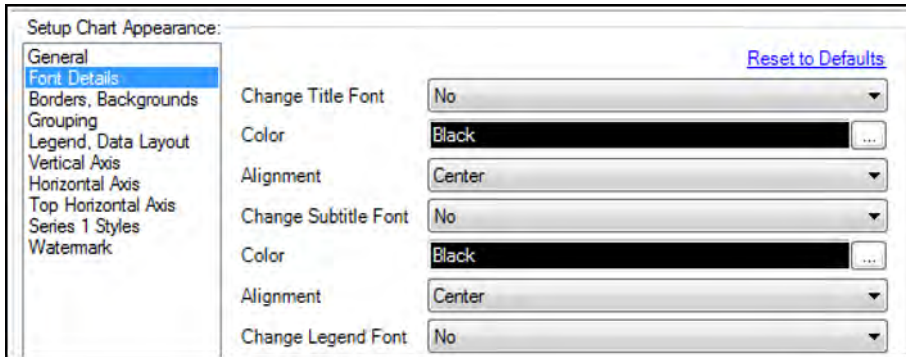 Setup Chart Appearance:
General
Font Details
Borders, Backgrounds
Grouping
Legend, Data Layout
Vertical Axis
Horizontal Axis
Top Horizontal Axis
Series 1 Styles
Watermark
Reset to Defaults
Change Title Font No
Color Black ...
Alignment Center
Change Subtitle Font No
Color Black ...
Alignment Center
Change Legend Font No